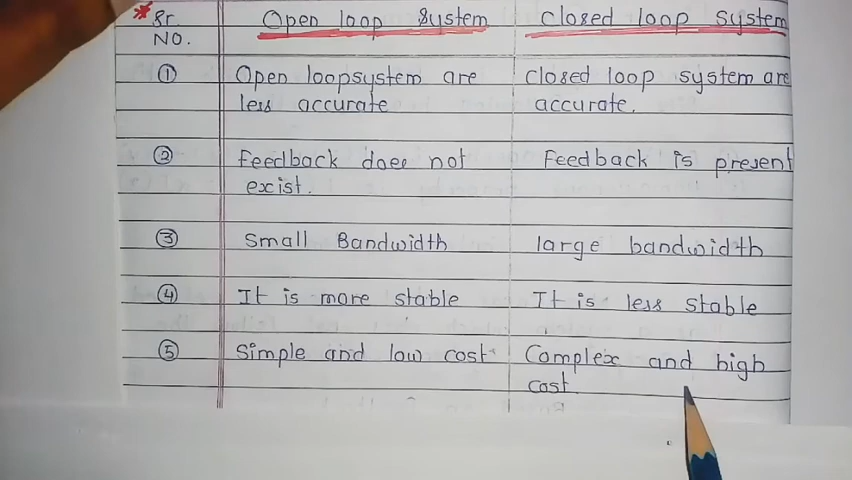 *Sr. NO. Open loop System Closed loop System
① Open loopsystem are less accurate Closed loop system are accurate.
② Feedback does not exist. Feedback is present
③ Small Bandwidth large bandwidth
④ It is more stable It is less stable
⑤ Simple and low cost Complex and high cost.